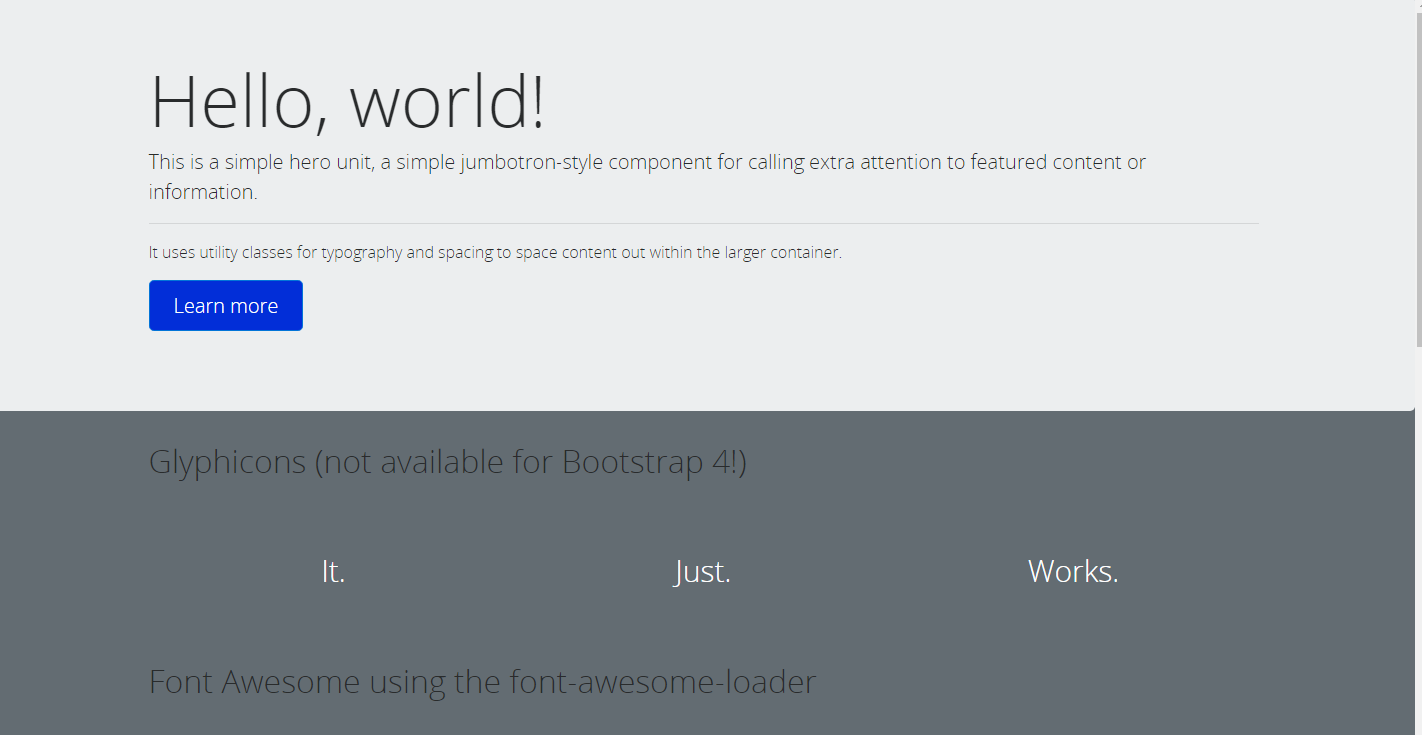 Hello, world!
This is a simple hero unit, a simple jumbotron-style component for calling extra attention to featured content or
information.
It uses utility classes for typography and spacing to space content out within the larger container.
Learn more
Glyphicons (not available for Bootstrap 4!)
It. Just. Works.
Font Awesome using the font-awesome-loader